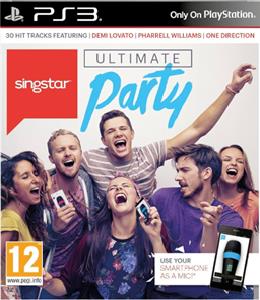 PS3 Only On PlayStation®
30 HIT TRACKS FEATURING | DEMI LOVATO | PHARRELL WILLIAMS | ONE DIRECTION
singstar
ULTIMATE
Party
12
www.pegi.info
USE YOUR
SMARTPHONE
AS A MIC!*